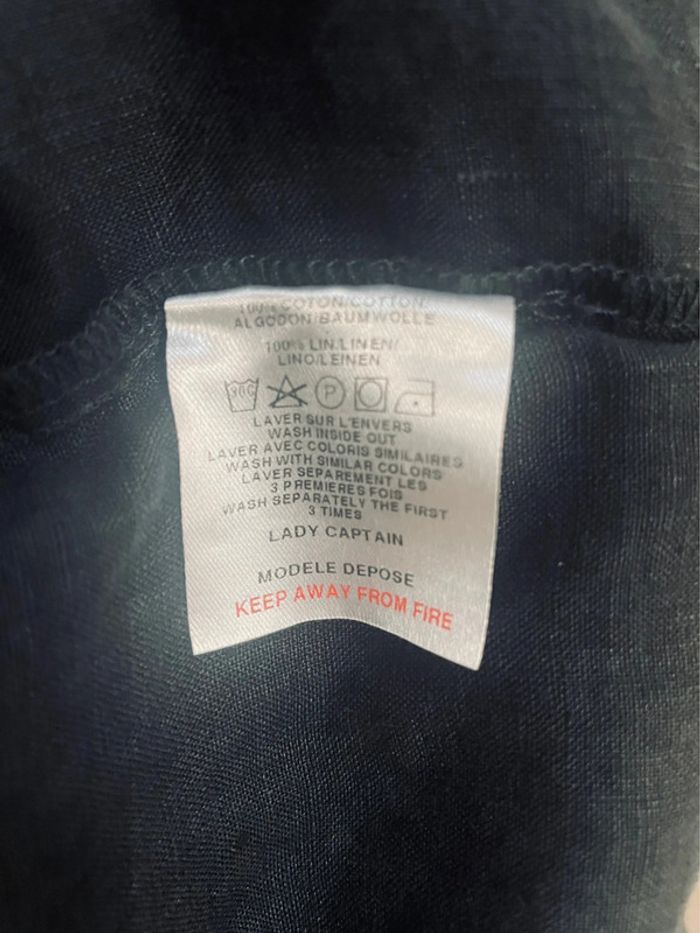 100% COTON/COTTON
ALGODON/BAUMWOLLE
100% LIN/LINEN/
LINO/LEINEN
P
LAVER SUR L'ENVERS
WASH INSIDE OUT
LAVER AVEC COLORIS SIMILAIRES
WASH WITH SIMILAR COLORS
LAVER SEPAREMENT LES
3 PREMIERES FOIS
WASH SEPARATELY THE FIRST
3 TIMES
LADY CAPTAIN
MODELE DEPOSE
KEEP AWAY FROM FIRE